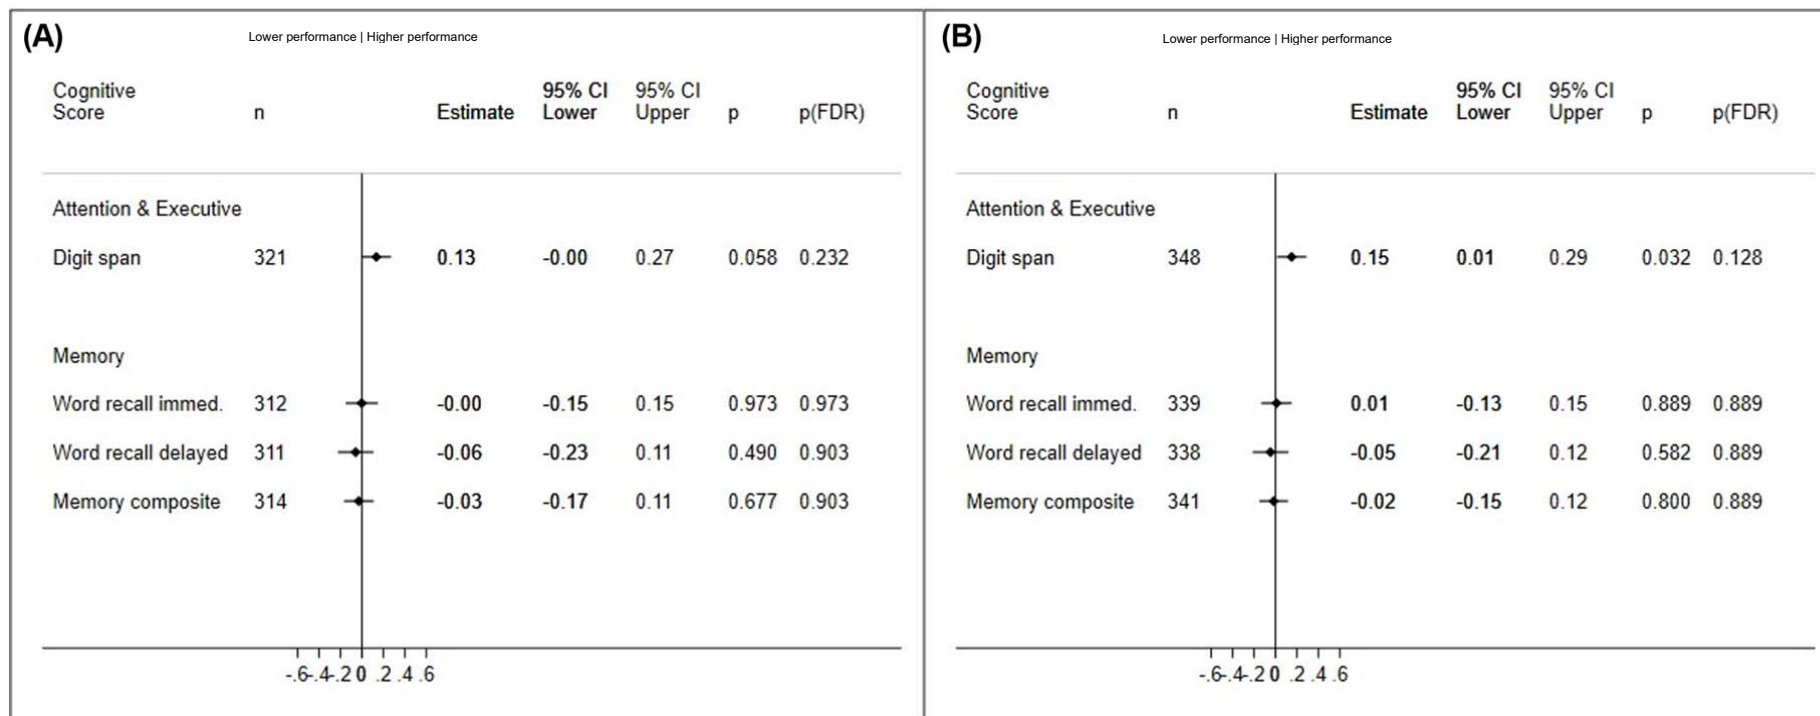 (A)
Lower performance | Higher performance
Cognitive Score n Estimate 95% CI Lower 95% CI Upper p p(FDR)
Attention & Executive
Digit span 321 0.13 -0.00 0.27 0.058 0.232
Memory
Word recall immed. 312 -0.00 -0.15 0.15 0.973 0.973
Word recall delayed 311 -0.06 -0.23 0.11 0.490 0.903
Memory composite 314 -0.03 -0.17 0.11 0.677 0.903
-.6 -.4 -.2 0 .2 .4 .6
(B)
Lower performance | Higher performance
Cognitive Score n Estimate 95% CI Lower 95% CI Upper p p(FDR)
Attention & Executive
Digit span 348 0.15 0.01 0.29 0.032 0.128
Memory
Word recall immed. 339 0.01 -0.13 0.15 0.889 0.889
Word recall delayed 338 -0.05 -0.21 0.12 0.582 0.889
Memory composite 341 -0.02 -0.15 0.12 0.800 0.889
-.6 -.4 -.2 0 .2 .4 .6